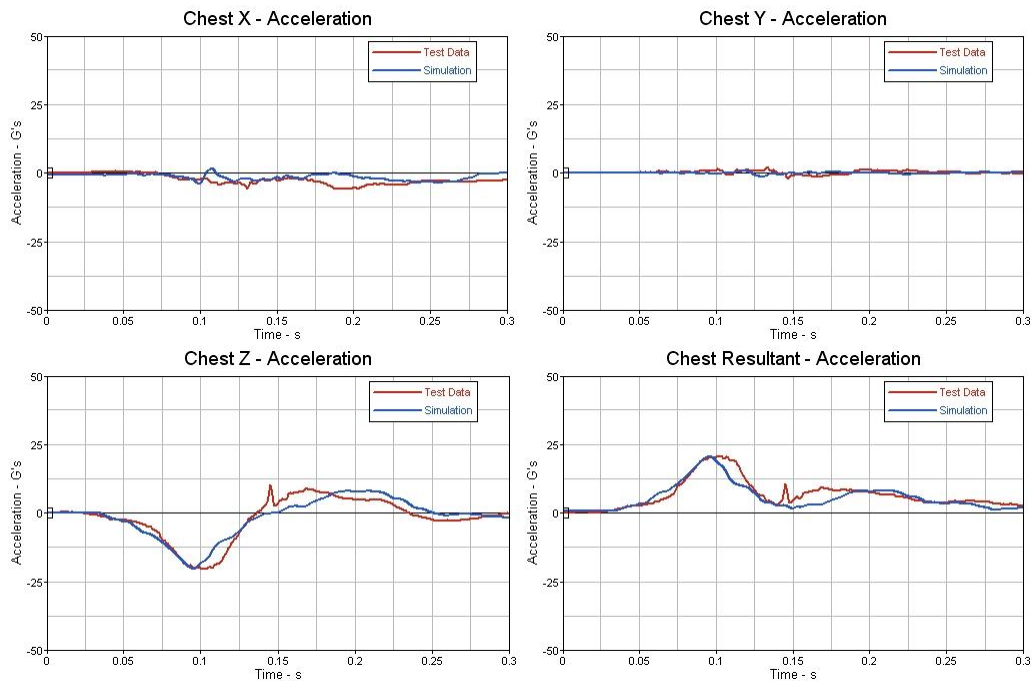 Chest X - Acceleration
50
25
0
-25
-50
Acceleration - G's
Test Data
Simulation
0 0.05 0.1 0.15 0.2 0.25 0.3
Time - s
Chest Y - Acceleration
50
25
0
-25
-50
Acceleration - G's
Test Data
Simulation
0 0.05 0.1 0.15 0.2 0.25 0.3
Time - s
Chest Z - Acceleration
50
25
0
-25
-50
Acceleration - G's
Test Data
Simulation
0 0.05 0.1 0.15 0.2 0.25 0.3
Time - s
Chest Resultant - Acceleration
50
25
0
-25
-50
Acceleration - G's
Test Data
Simulation
0 0.05 0.1 0.15 0.2 0.25 0.3
Time - s